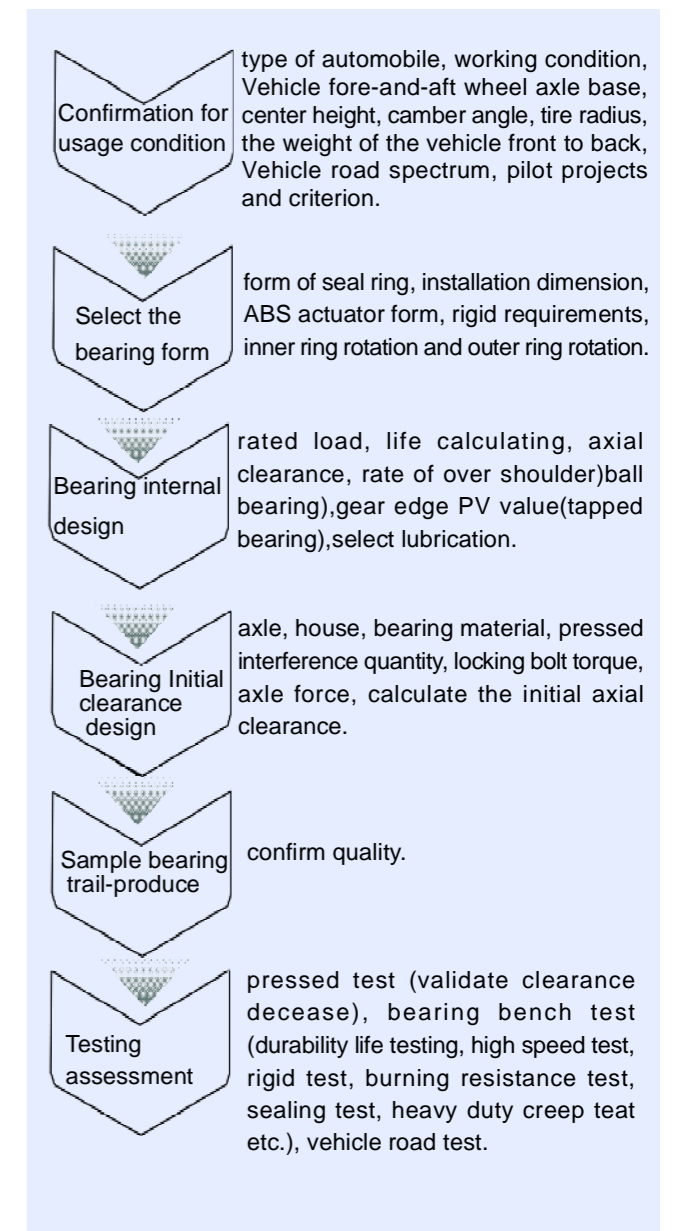 Confirmation for
usage condition
type of automobile, working condition,
Vehicle fore-and-aft wheel axle base,
center height, camber angle, tire radius,
the weight of the vehicle front to back,
Vehicle road spectrum, pilot projects
and criterion.
Select the
bearing form
form of seal ring, installation dimension,
ABS actuator form, rigid requirements,
inner ring rotation and outer ring rotation.
Bearing internal
design
rated load, life calculating, axial
clearance, rate of over shoulder)ball
bearing),gear edge PV value(tapped
bearing),select lubrication.
Bearing Initial
clearance
design
axle, house, bearing material, pressed
interference quantity, locking bolt torque,
axle force, calculate the initial axial
clearance.
Sample bearing
trail-produce
confirm quality.
Testing
assessment
pressed test (validate clearance
decease), bearing bench test
(durability life testing, high speed test,
rigid test, burning resistance test,
sealing test, heavy duty creep teat
etc.), vehicle road test.